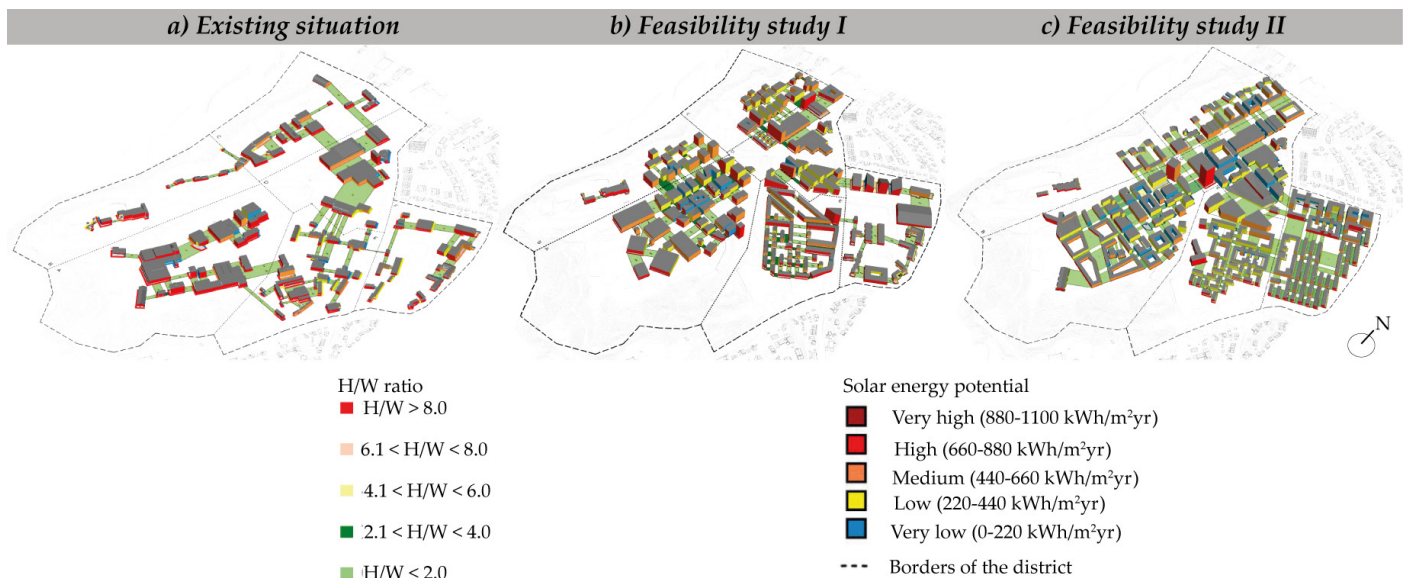 a) Existing situation
b) Feasibility study I
c) Feasibility study II
N
H/W ratio
H/W > 8.0
6.1 < H/W < 8.0
4.1 < H/W < 6.0
2.1 < H/W < 4.0
H/W < 2.0
Solar energy potential
Very high (880-1100 kWh/m²yr)
High (660-880 kWh/m²yr)
Medium (440-660 kWh/m²yr)
Low (220-440 kWh/m²yr)
Very low (0-220 kWh/m²yr)
Borders of the district